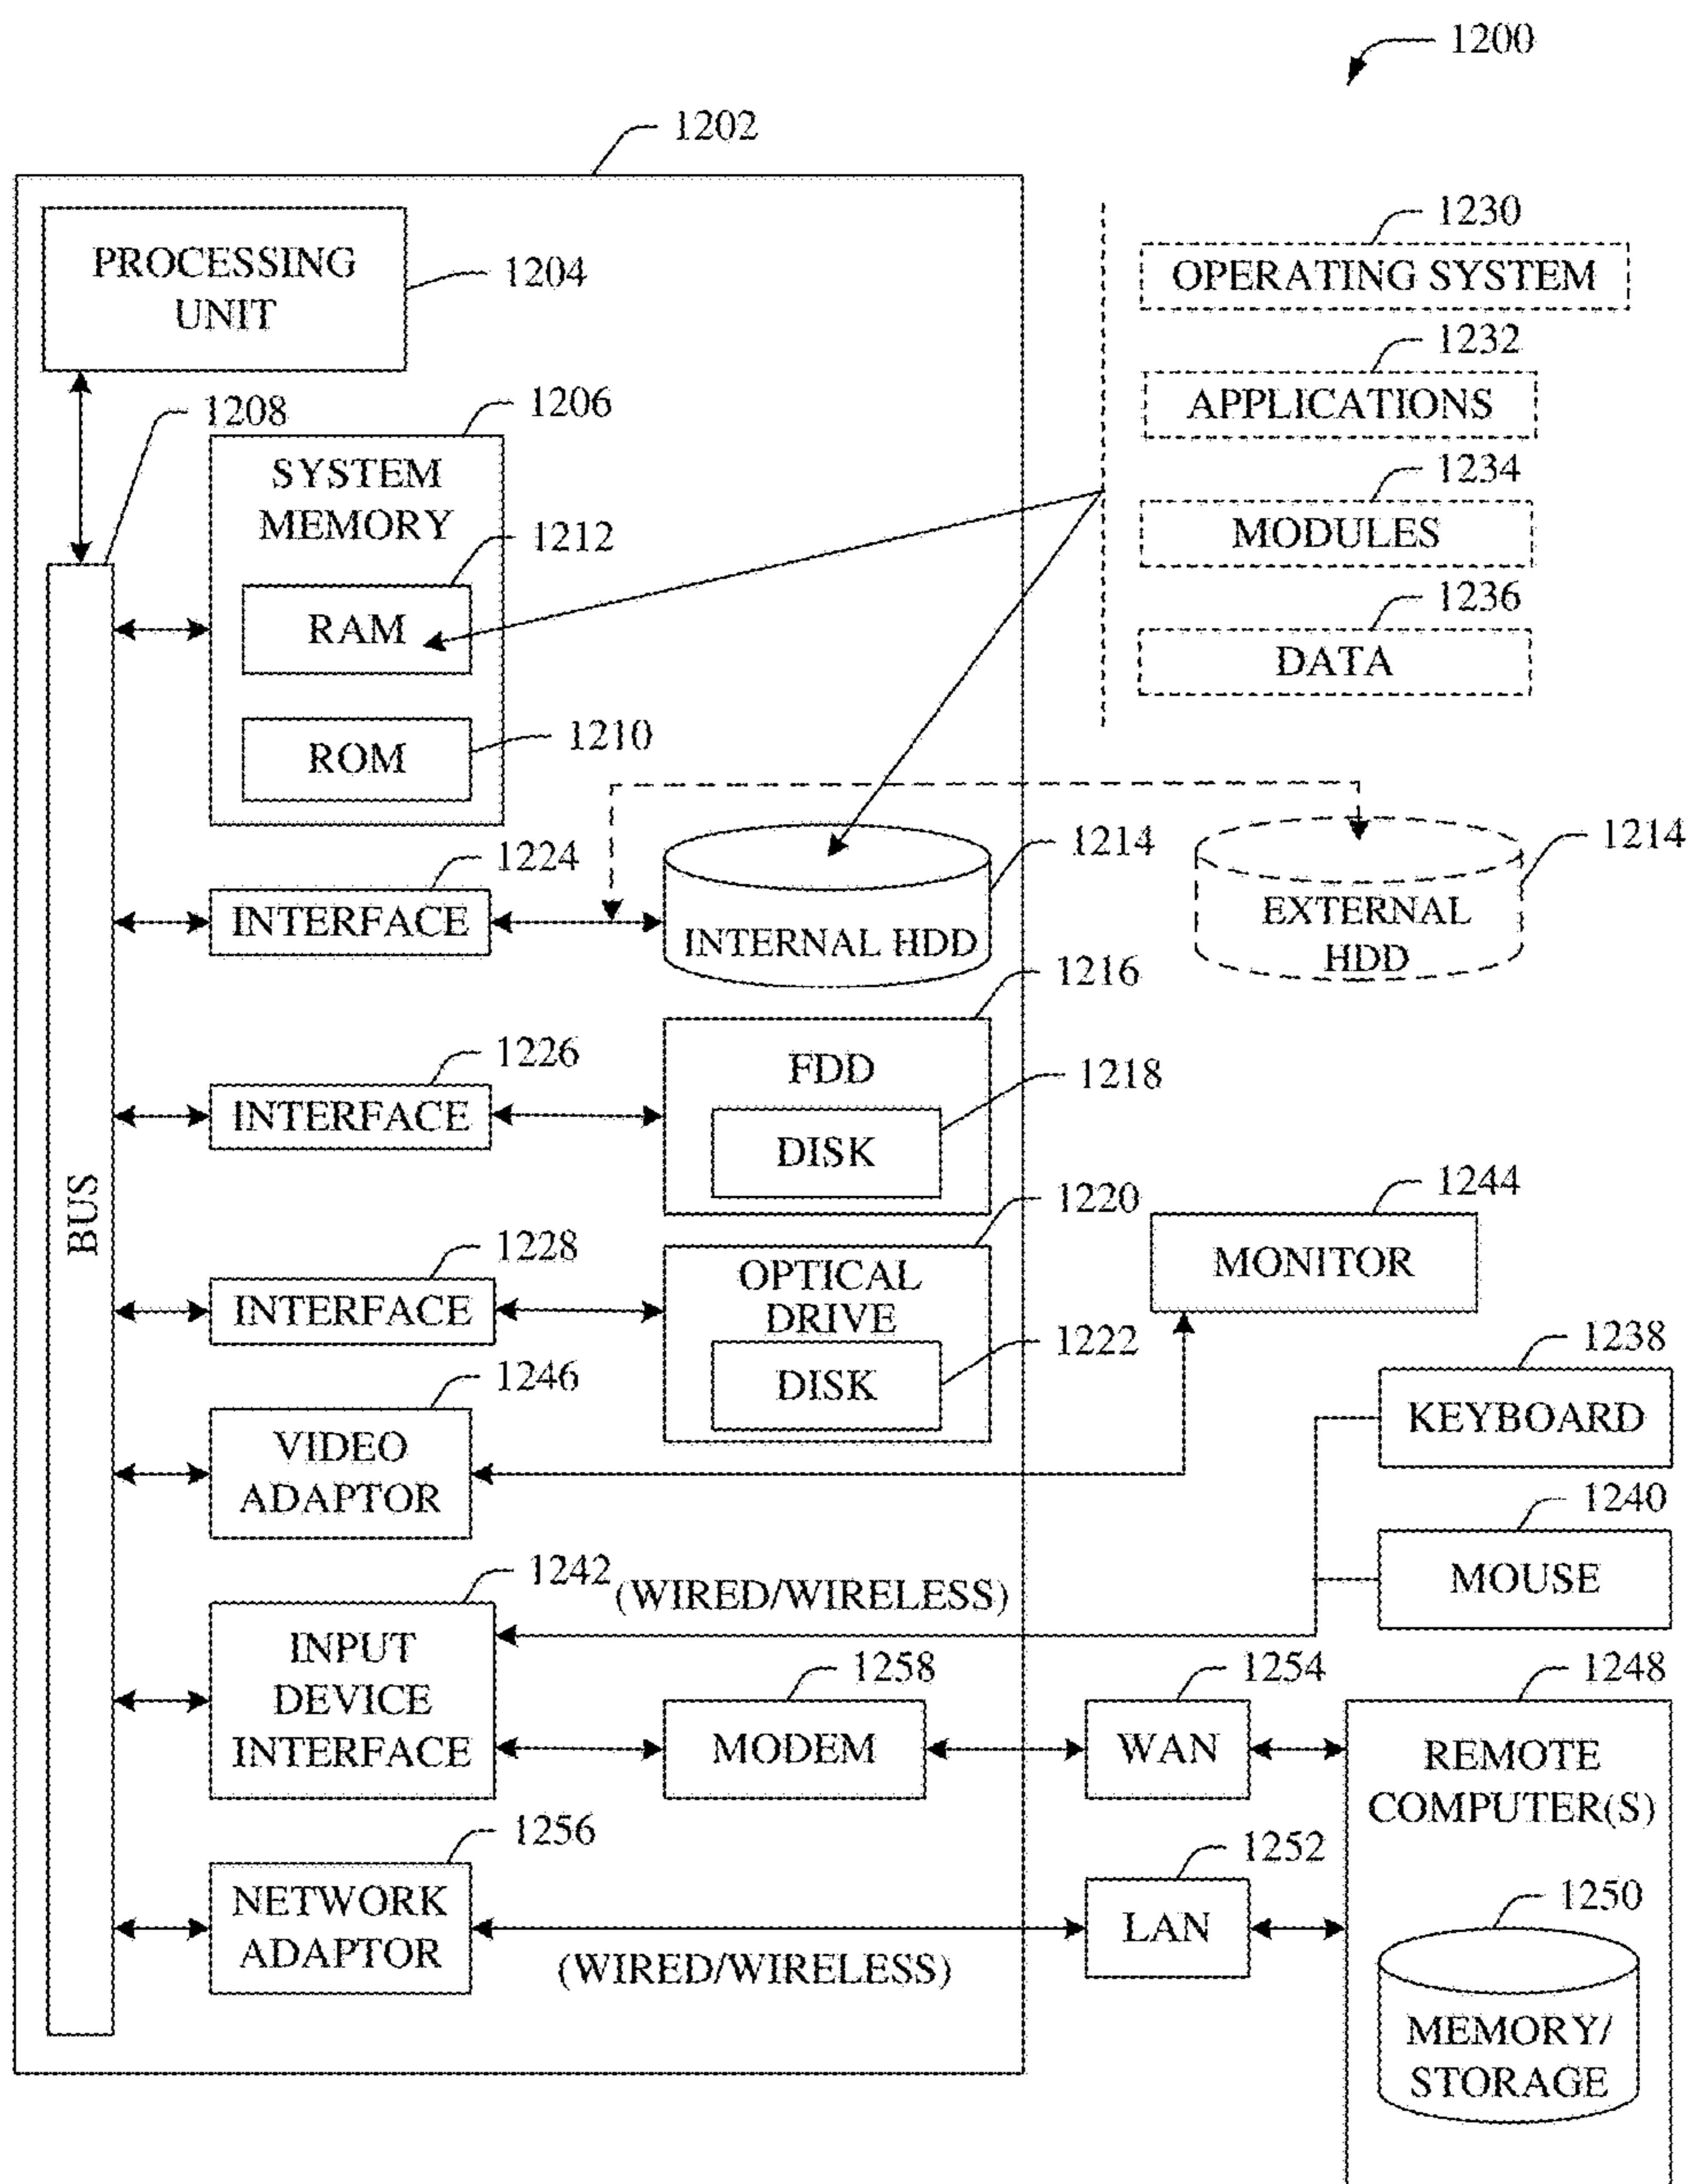 1200
1202
PROCESSING
UNIT
1204
1230
OPERATING SYSTEM
1232
APPLICATIONS
1234
MODULES
1236
DATA
1208
1206
SYSTEM
MEMORY
1212
RAM
1210
ROM
1224
INTERFACE
1214
INTERNAL HDD
1214
EXTERNAL
HDD
1216
1226
INTERFACE
FDD
1218
DISK
BUS
1220
1228
INTERFACE
OPTICAL
DRIVE
1222
DISK
1244
MONITOR
1246
VIDEO
ADAPTOR
1238
KEYBOARD
1240
MOUSE
1242
(WIRED/WIRELESS)
INPUT
DEVICE
INTERFACE
1258
MODEM
1254
WAN
1248
REMOTE
COMPUTER(S)
1256
NETWORK
ADAPTOR
(WIRED/WIRELESS)
1252
LAN
1250
MEMORY/
STORAGE